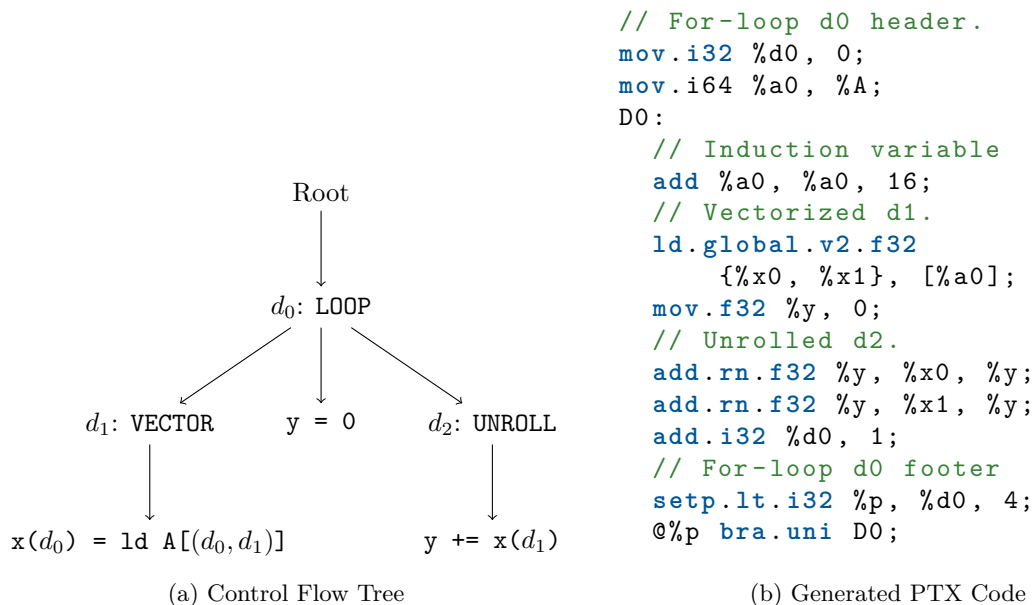 Root
d0: LOOP
d1: VECTOR
y = 0
d2: UNROLL
x(d0) = ld A[(d0, d1)]
y += x(d1)
(a) Control Flow Tree
// For-loop d0 header.
mov.i32 %d0, 0;
mov.i64 %a0, %A;
D0:
// Induction variable
add %a0, %a0, 16;
// Vectorized d1.
ld.global.v2.f32
{%x0, %x1}, [%a0];
mov.f32 %y, 0;
// Unrolled d2.
add.rn.f32 %y, %x0, %y;
add.rn.f32 %y, %x1, %y;
add.i32 %d0, 1;
// For-loop d0 footer
setp.lt.i32 %p, %d0, 4;
@%p bra.uni D0;
(b) Generated PTX Code